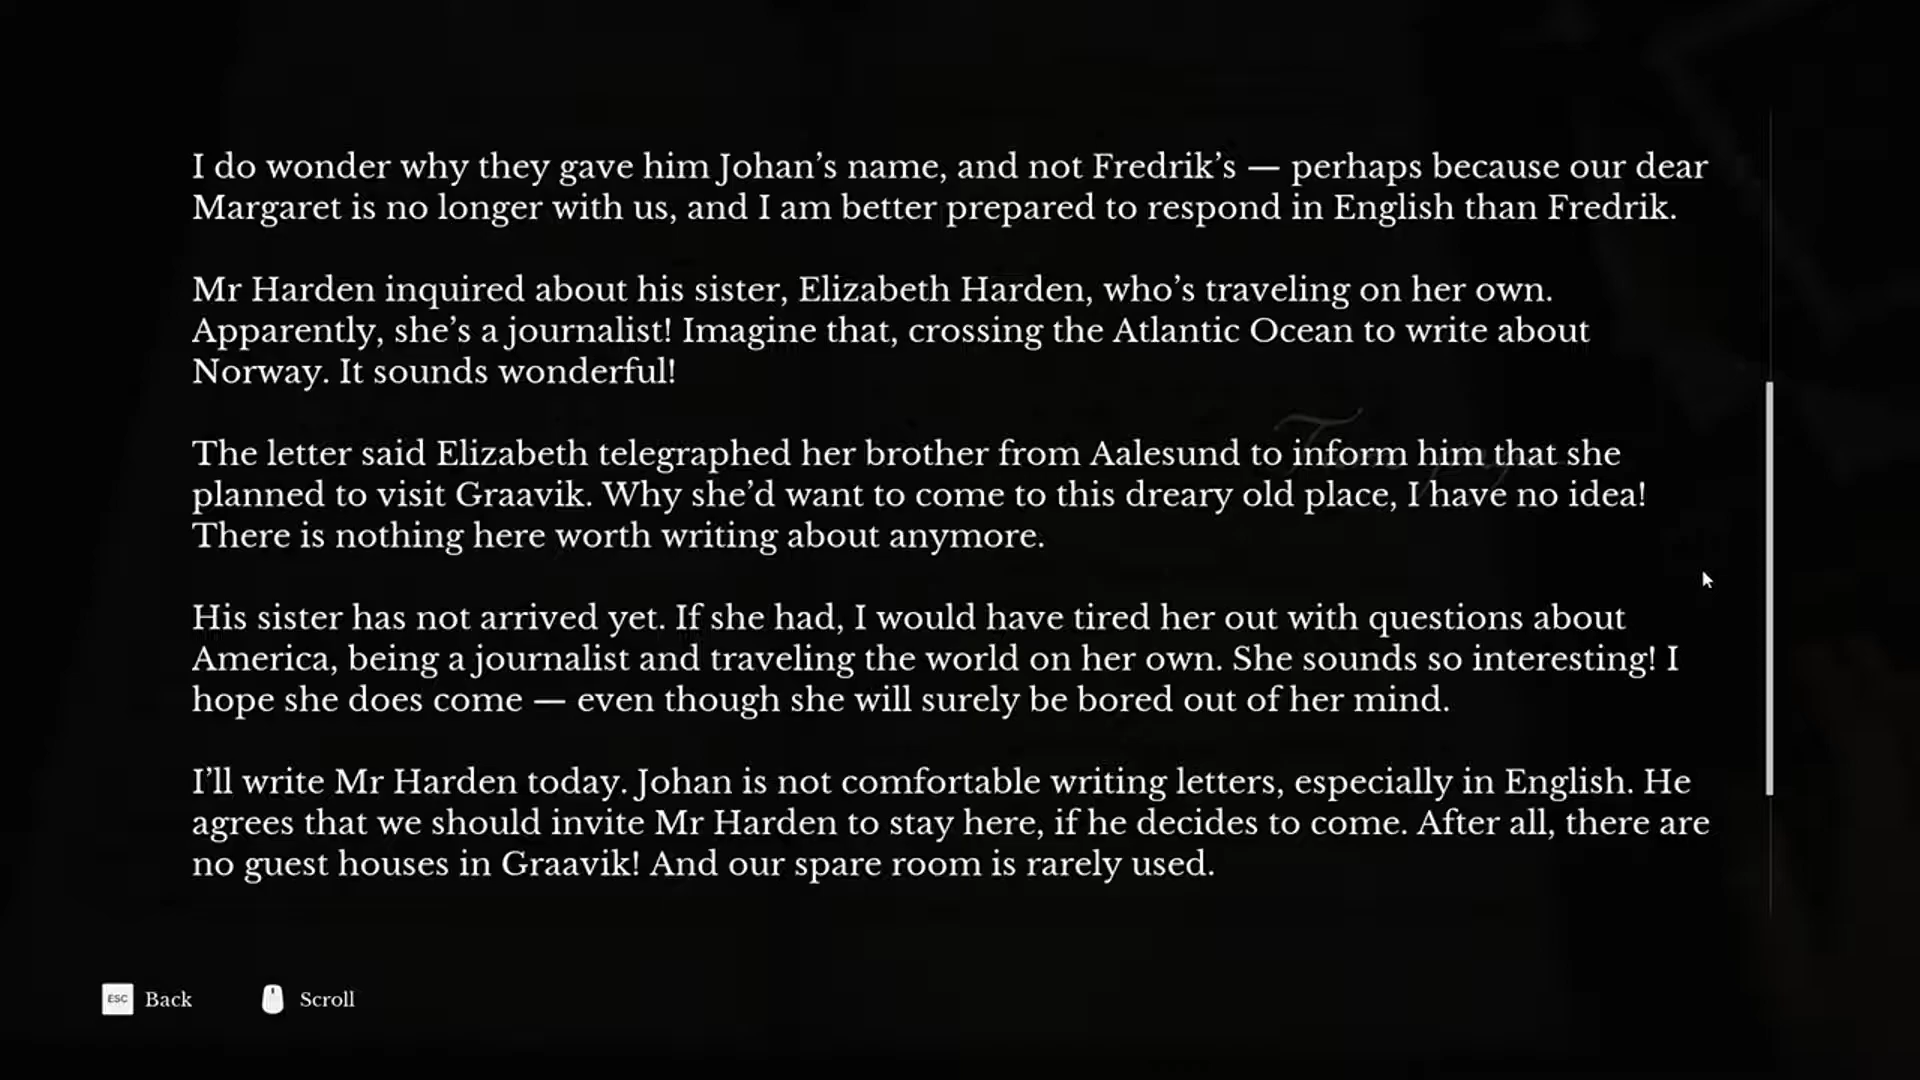 I do wonder why they gave him Johan’s name, and not Fredrik’s — perhaps because our dear
Margaret is no longer with us, and I am better prepared to respond in English than Fredrik.
Mr Harden inquired about his sister, Elizabeth Harden, who’s traveling on her own.
Apparently, she’s a journalist! Imagine that, crossing the Atlantic Ocean to write about
Norway. It sounds wonderful!
The letter said Elizabeth telegraphed her brother from Aalesund to inform him that she
planned to visit Graavik. Why she’d want to come to this dreary old place, I have no idea!
There is nothing here worth writing about anymore.
His sister has not arrived yet. If she had, I would have tired her out with questions about
America, being a journalist and traveling the world on her own. She sounds so interesting! I
hope she does come — even though she will surely be bored out of her mind.
I’ll write Mr Harden today. Johan is not comfortable writing letters, especially in English. He
agrees that we should invite Mr Harden to stay here, if he decides to come. After all, there are
no guest houses in Graavik! And our spare room is rarely used.
ESC Back Scroll